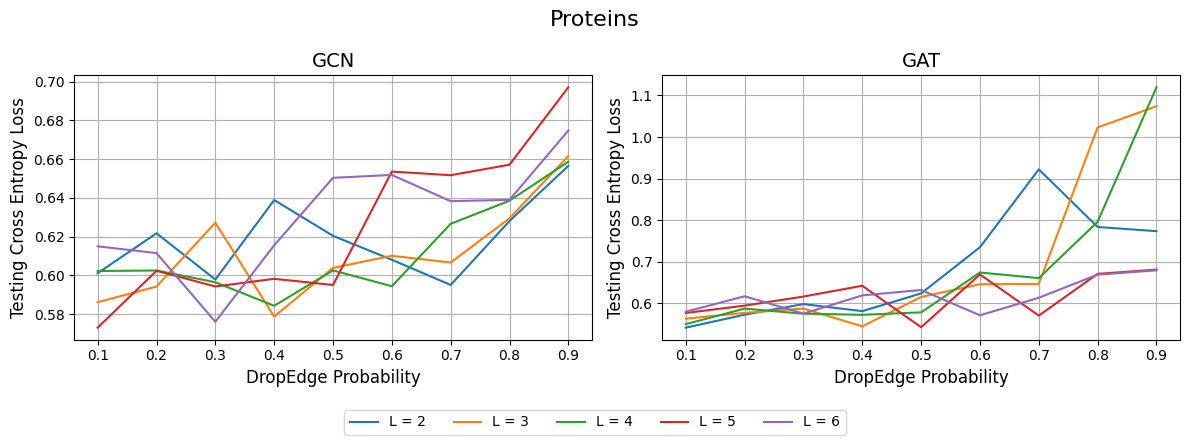 Proteins
GCN
Testing Cross Entropy Loss
0.70
0.68
0.66
0.64
0.62
0.60
0.58
0.1 0.2 0.3 0.4 0.5 0.6 0.7 0.8 0.9
DropEdge Probability
GAT
Testing Cross Entropy Loss
1.1
1.0
0.9
0.8
0.7
0.6
0.1 0.2 0.3 0.4 0.5 0.6 0.7 0.8 0.9
DropEdge Probability
L = 2 L = 3 L = 4 L = 5 L = 6